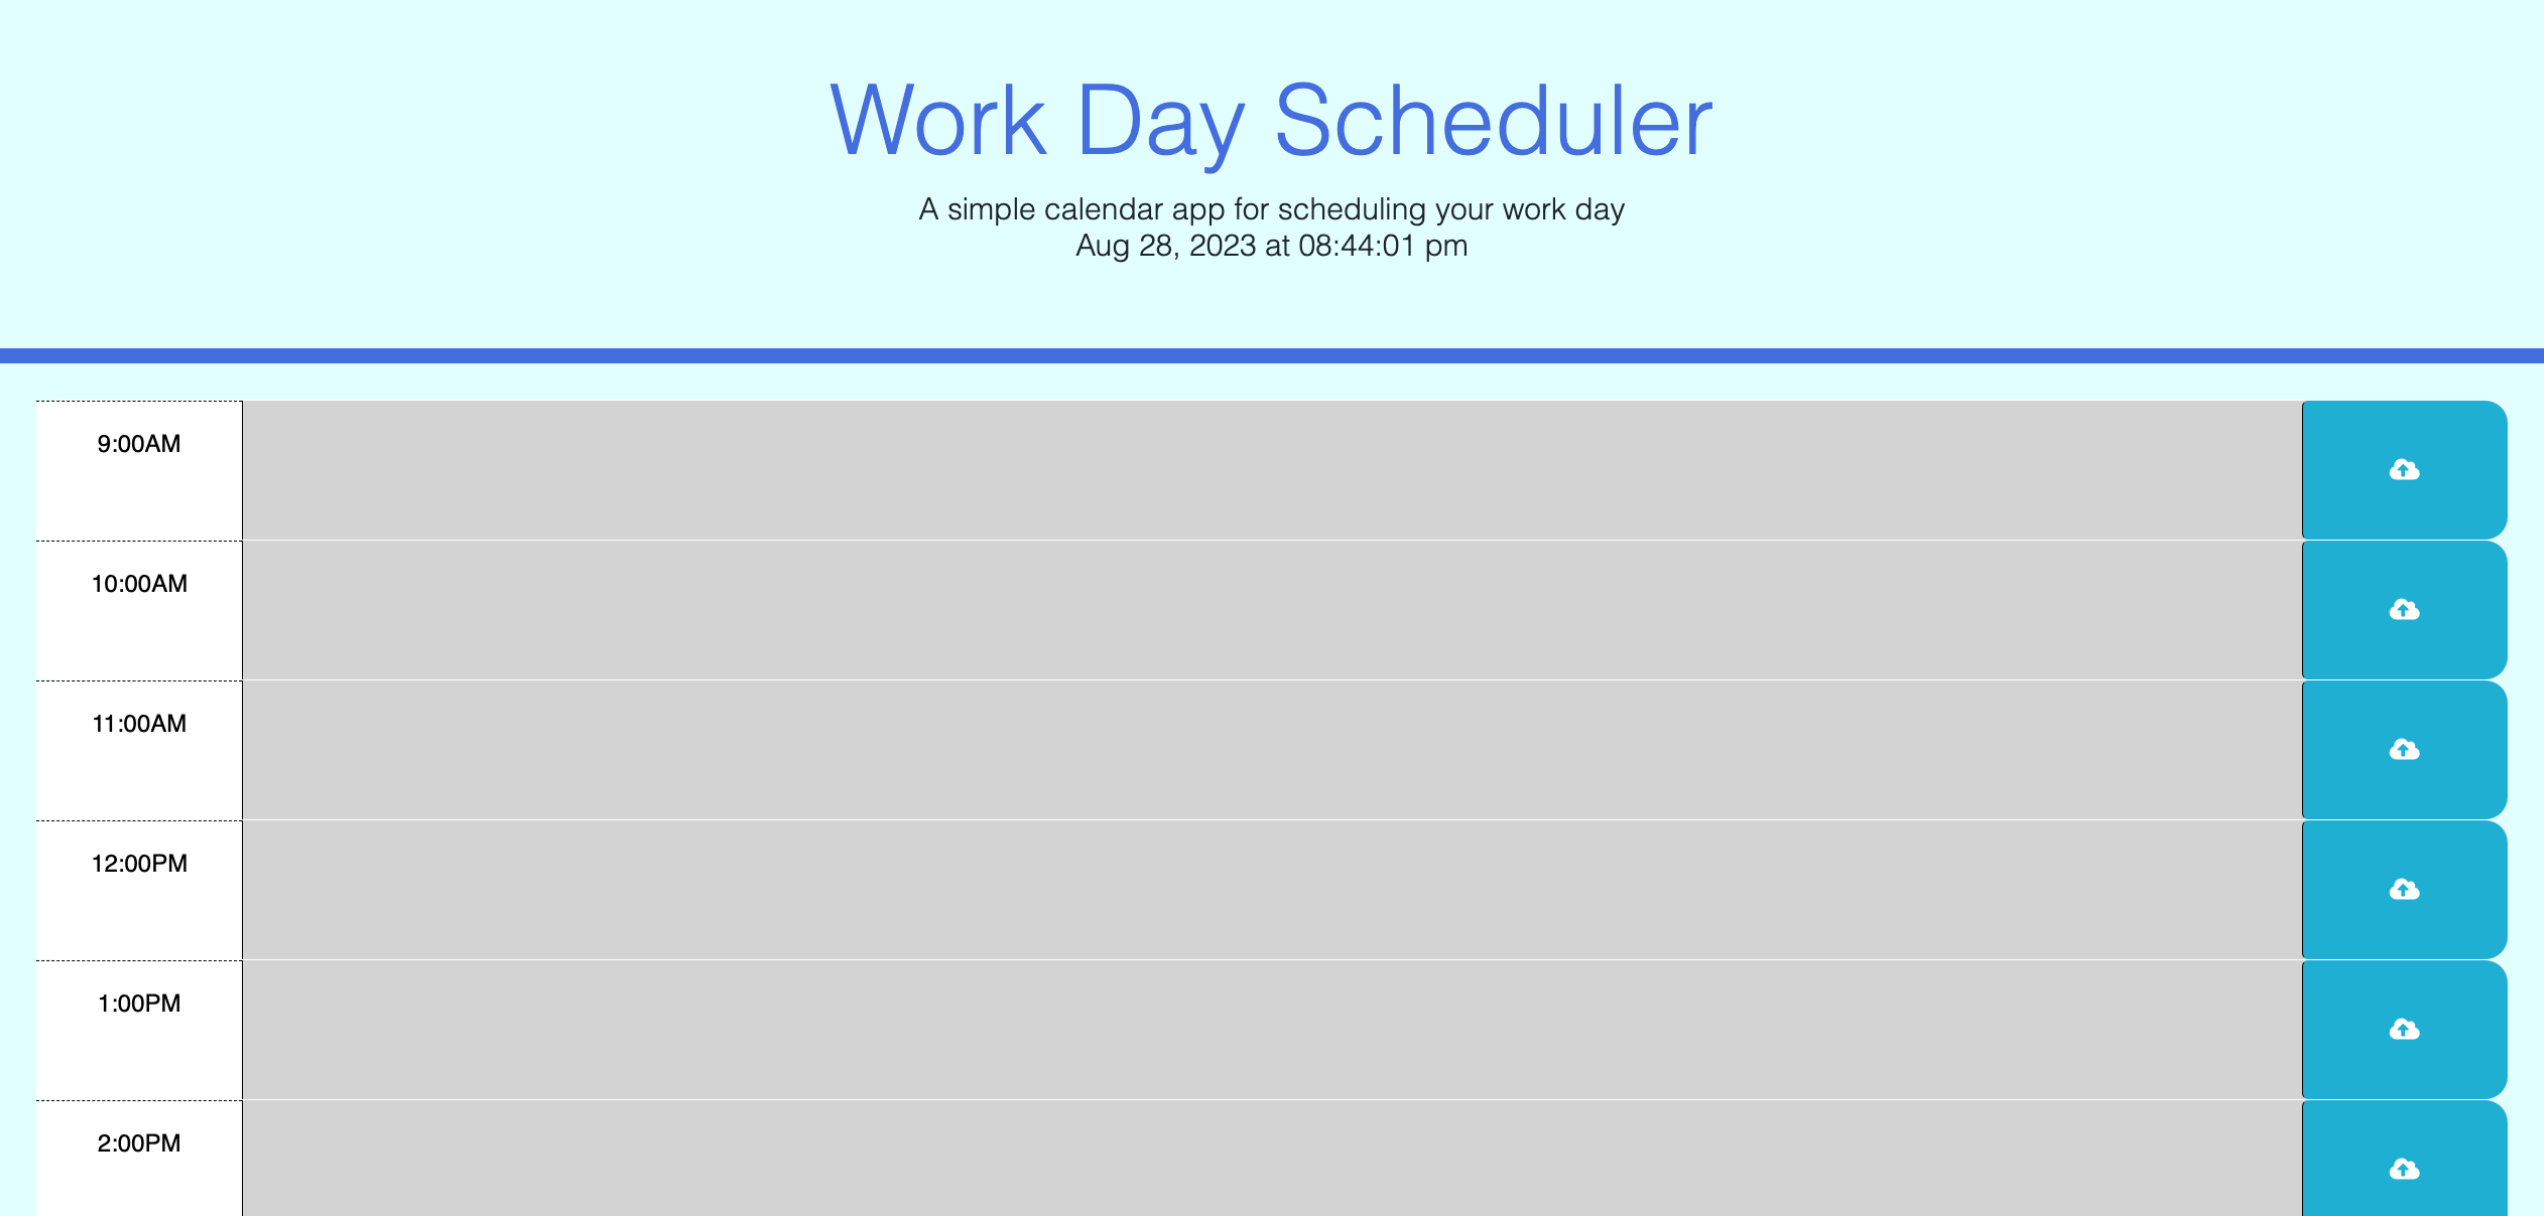 Work Day Scheduler
A simple calendar app for scheduling your work day
Aug 28, 2023 at 08:44:01 pm
9:00AM
10:00AM
11:00AM
12:00PM
1:00PM
2:00PM